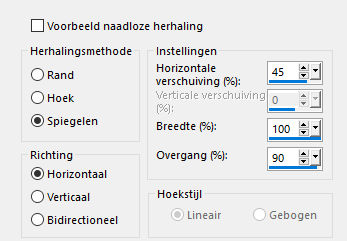 Voorbeeld naadloze herhaling
Herhalingsmethode
Rand
Hoek
Spiegelen
Richting
Horizontaal
Verticaal
Bidirectioneel
Instellingen
Horizontale
verschuiving (%): 45
Verticale verschuiving
(%): 0
Breedte (%): 100
Overgang (%): 90
Hoekstijl
Lineair Gebogen